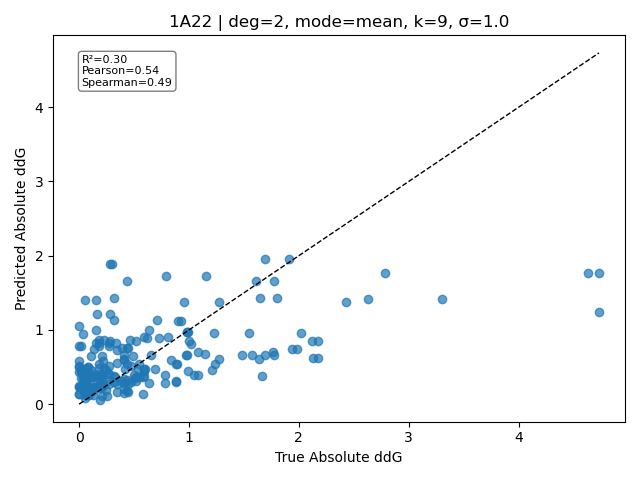 1A22 | deg=2, mode=mean, k=9, σ=1.0
R²=0.30
Pearson=0.54
Spearman=0.49
Predicted Absolute ddG
4
3
2
1
0
0 1 2 3 4
True Absolute ddG